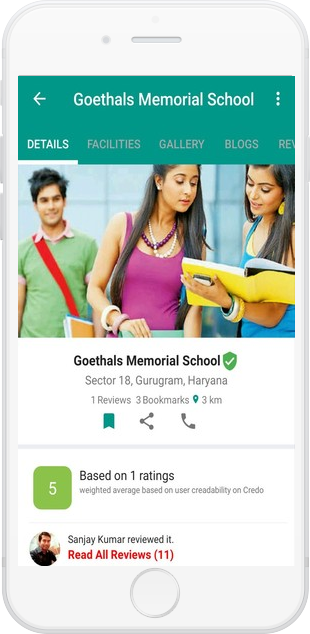 Goethals Memorial School
DETAILS FACILITIES GALLERY BLOGS REV
Goethals Memorial School
Sector 18, Gurugram, Haryana
1 Reviews 3 Bookmarks 3 km
5
Based on 1 ratings
weighted average based on user creadability on Credo
Sanjay Kumar reviewed it.
Read All Reviews (11)